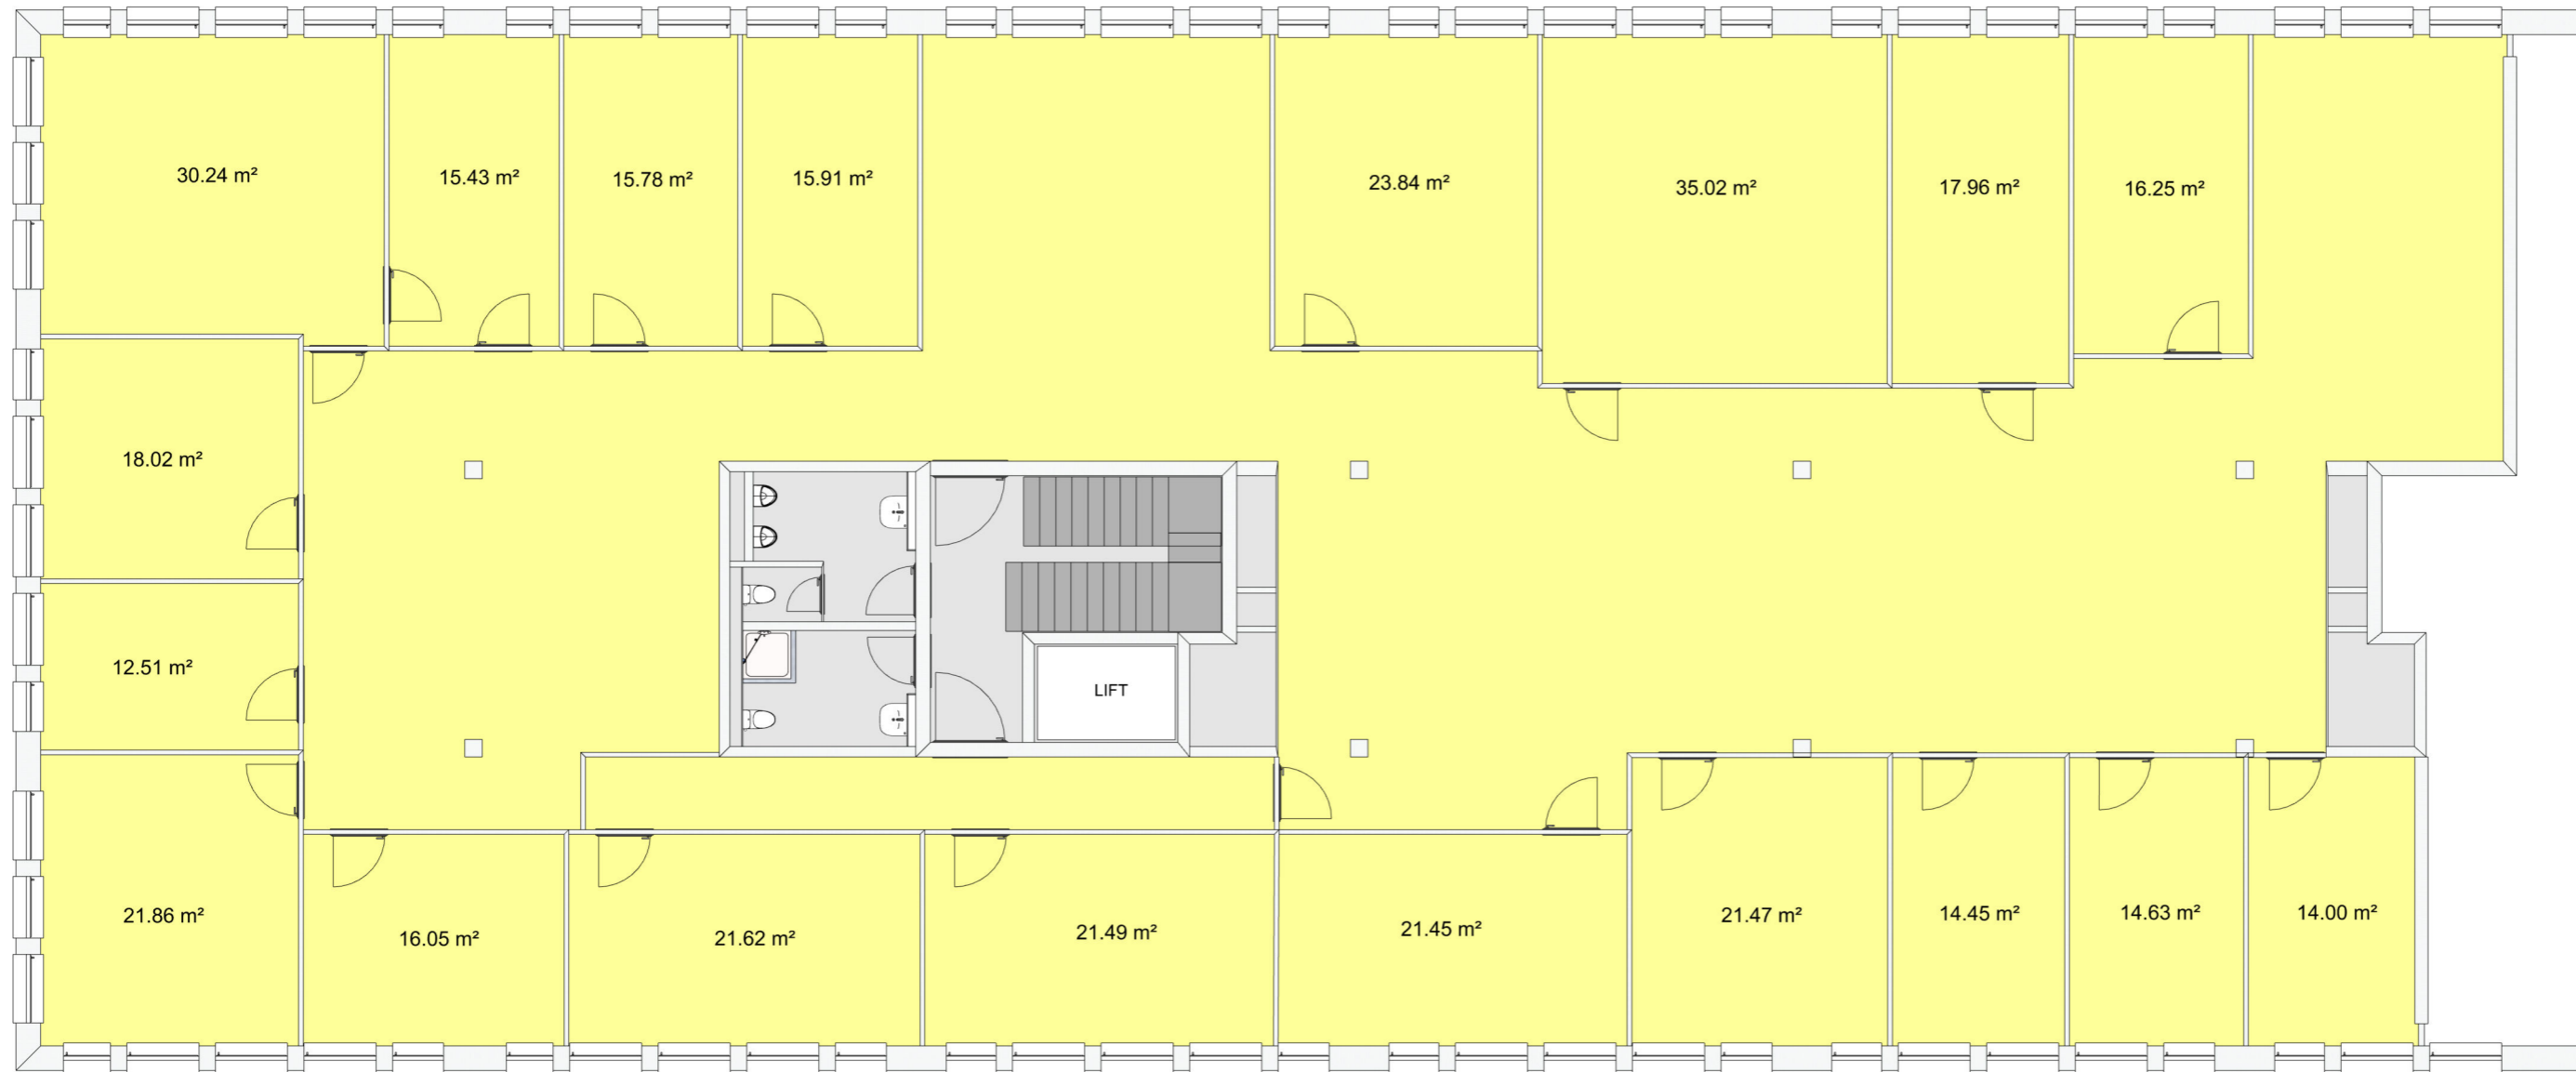 30.24 m²
15.43 m²
15.78 m²
15.91 m²
23.84 m²
35.02 m²
17.96 m²
16.25 m²
18.02 m²
12.51 m²
LIFT
21.86 m²
16.05 m²
21.62 m²
21.49 m²
21.45 m²
21.47 m²
14.45 m²
14.63 m²
14.00 m²